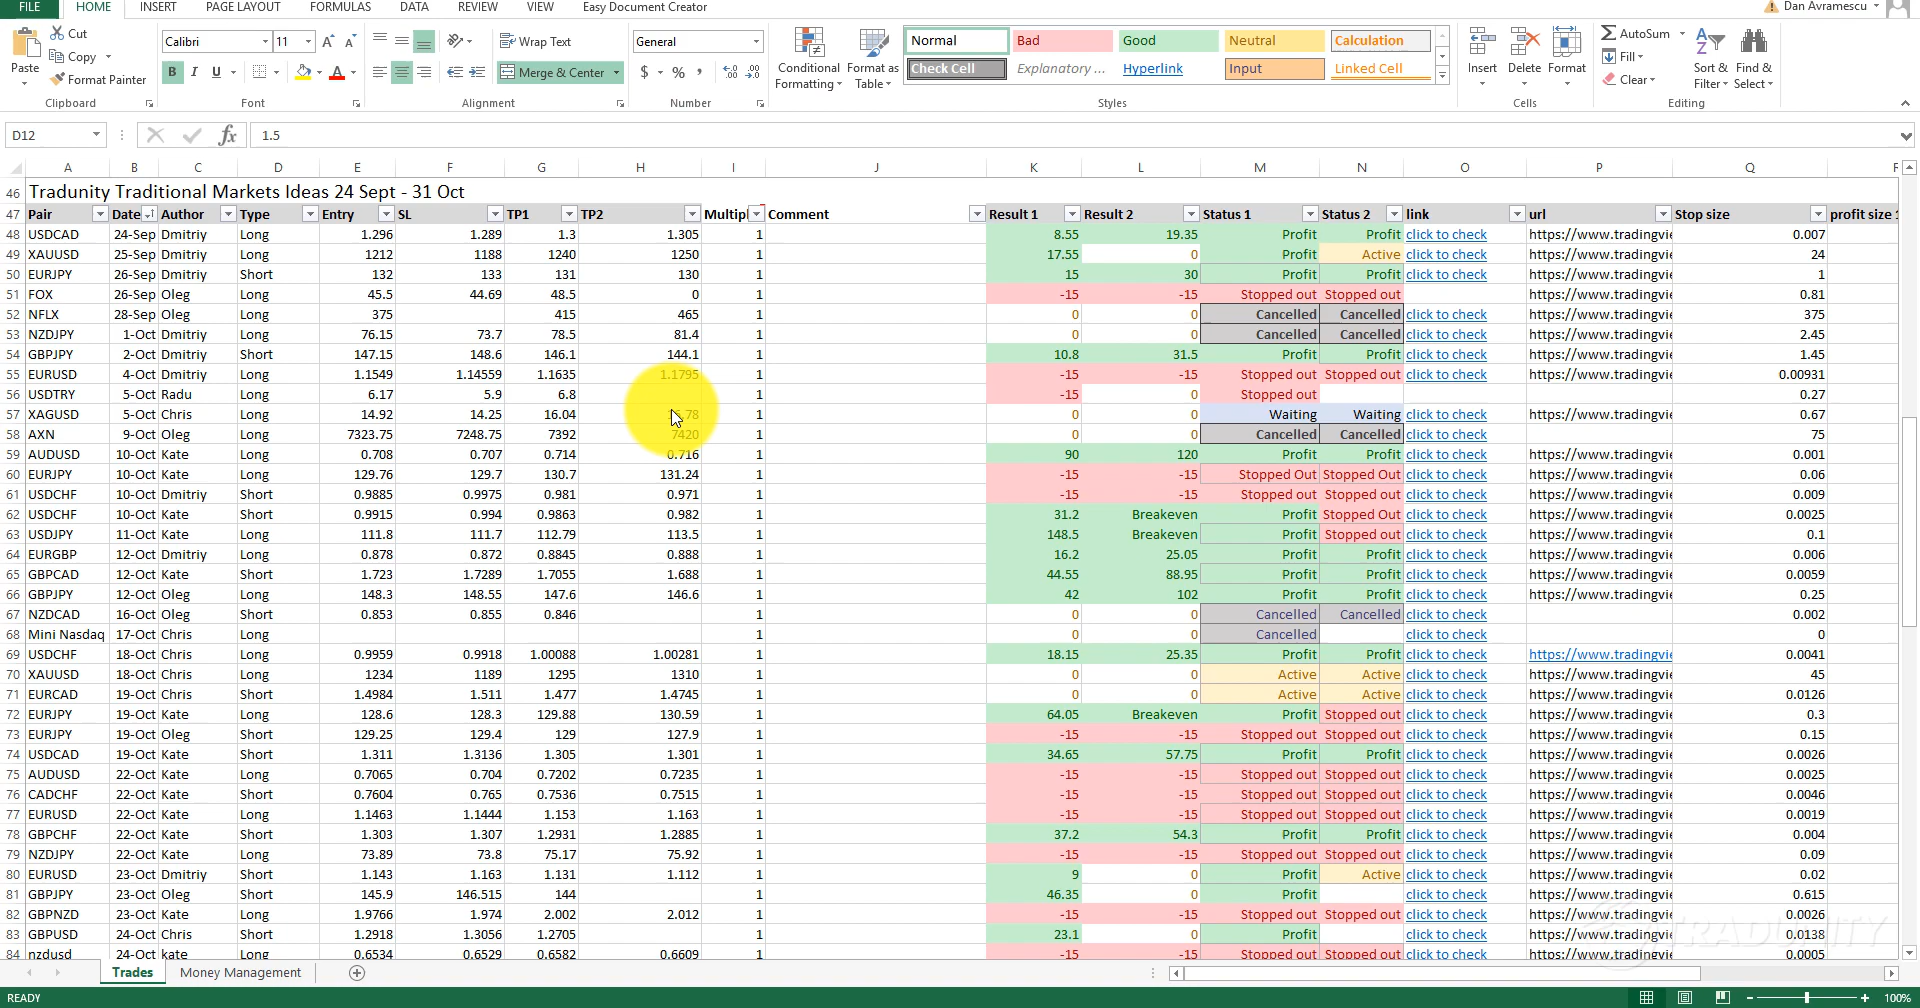 FILE HOME INSERT PAGE LAYOUT FORMULAS DATA REVIEW VIEW Easy Document Creator Dan Avramescu
Cut Calibri 11 Wrap Text General Normal Bad Good Neutral Calculation AutoSum
Copy Fill
Paste Conditional Format as Insert Delete Format Sort & Find &
Format Painter B I U Merge & Center $ % Formatting Table Check Cell Explanatory ... Hyperlink Input Linked Cell Clear Filter Select
Clipboard Font Alignment Number Styles Cells Editing
D12 fx 1.5
A B C D E F G H I J K L M N O P Q
46 Tradunity Traditional Markets Ideas 24 Sept - 31 Oct
47 Pair Date Author Type Entry SL TP1 TP2 Multipl Comment Result 1 Result 2 Status 1 Status 2 link url Stop size profit size 1
48 USDCAD 24-Sep Dmitriy Long 1.296 1.289 1.3 1.305 1 8.55 19.35 Profit Profit click to check https://www.tradingvie 0.007
49 XAUUSD 25-Sep Dmitriy Long 1212 1188 1240 1250 1 17.55 0 Profit Active click to check https://www.tradingvie 24
50 EURJPY 26-Sep Dmitriy Short 132 133 131 130 1 15 30 Profit Profit click to check https://www.tradingvie 1
51 FOX 26-Sep Oleg Long 45.5 44.69 48.5 0 1 -15 -15 Stopped out Stopped out https://www.tradingvie 0.81
52 NFLX 28-Sep Oleg Long 375 415 465 1 0 0 Cancelled Cancelled click to check https://www.tradingvie 375
53 NZDJPY 1-Oct Dmitriy Long 76.15 73.7 78.5 81.4 1 0 0 Cancelled Cancelled click to check https://www.tradingvie 2.45
54 GBPJPY 2-Oct Dmitriy Short 147.15 148.6 146.1 144.1 1 10.8 31.5 Profit Profit click to check https://www.tradingvie 1.45
55 EURUSD 4-Oct Dmitriy Long 1.1549 1.14559 1.1635 1.1795 1 -15 -15 Stopped out Stopped out click to check https://www.tradingvie 0.00931
56 USDTRY 5-Oct Radu Long 6.17 5.9 6.8 1 -15 0 Stopped out 0.27
57 XAGUSD 5-Oct Chris Long 14.92 14.25 16.04 1 0 0 Waiting Waiting click to check https://www.tradingvie 0.67
58 AXN 9-Oct Oleg Long 7323.75 7248.75 7392 7420 1 0 0 Cancelled Cancelled click to check 75
59 AUDUSD 10-Oct Kate Long 0.708 0.707 0.714 0.716 1 90 120 Profit Profit click to check https://www.tradingvie 0.001
60 EURJPY 10-Oct Kate Long 129.76 129.7 130.7 131.24 1 -15 -15 Stopped Out Stopped Out click to check https://www.tradingvie 0.06
61 USDCHF 10-Oct Dmitriy Short 0.9885 0.9975 0.981 0.971 1 -15 -15 Stopped out Stopped out click to check https://www.tradingvie 0.009
62 USDCHF 10-Oct Kate Short 0.9915 0.994 0.9863 0.982 1 31.2 Breakeven Profit Stopped Out click to check https://www.tradingvie 0.0025
63 USDJPY 11-Oct Kate Long 111.8 111.7 112.79 113.5 1 148.5 Breakeven Profit Stopped out click to check https://www.tradingvie 0.1
64 EURGBP 12-Oct Dmitriy Long 0.878 0.872 0.8845 0.888 1 16.2 25.05 Profit Profit click to check https://www.tradingvie 0.006
65 GBPCAD 12-Oct Kate Short 1.723 1.7289 1.7055 1.688 1 44.55 88.95 Profit Profit click to check https://www.tradingvie 0.0059
66 GBPJPY 12-Oct Oleg Short 148.3 148.55 147.6 146.6 1 42 102 Profit Profit click to check https://www.tradingvie 0.25
67 NZDCAD 16-Oct Oleg Short 0.853 0.855 0.846 1 0 0 Cancelled Cancelled click to check 0.002
68 Mini Nasdaq 17-Oct Chris Long 1 0 0 Cancelled click to check 0
69 USDCHF 18-Oct Chris Long 0.9959 0.9918 1.00088 1.00281 1 18.15 25.35 Profit Profit click to check https://www.tradingvie 0.0041
70 XAUUSD 18-Oct Chris Long 1234 1189 1295 1310 1 0 0 Active Active click to check https://www.tradingvie 45
71 EURCAD 19-Oct Chris Short 1.4984 1.511 1.477 1.4745 1 0 0 Active Active click to check https://www.tradingvie 0.0126
72 EURJPY 19-Oct Kate Long 128.6 128.3 129.88 130.59 1 64.05 Breakeven Profit Stopped out click to check https://www.tradingvie 0.3
73 EURJPY 19-Oct Oleg Short 129.25 129.4 129 127.9 1 -15 -15 Stopped out Stopped out click to check https://www.tradingvie 0.15
74 USDCAD 19-Oct Kate Short 1.311 1.3136 1.305 1.301 1 34.65 57.75 Profit Profit click to check https://www.tradingvie 0.0026
75 AUDUSD 22-Oct Kate Long 0.7065 0.704 0.7202 0.7235 1 -15 -15 Stopped out Stopped out click to check https://www.tradingvie 0.0025
76 CADCHF 22-Oct Kate Short 0.7604 0.765 0.7536 0.7515 1 -15 -15 Stopped out Stopped out click to check https://www.tradingvie 0.0046
77 EURUSD 22-Oct Kate Long 1.1463 1.1444 1.153 1.163 1 -15 -15 Stopped out Stopped out click to check https://www.tradingvie 0.0019
78 GBPCHF 22-Oct Kate Short 1.303 1.307 1.2931 1.2885 1 37.2 54.3 Profit Profit click to check https://www.tradingvie 0.004
79 NZDJPY 22-Oct Kate Long 73.89 73.8 75.17 75.92 1 -15 -15 Stopped out Stopped out click to check https://www.tradingvie 0.09
80 EURUSD 23-Oct Dmitriy Short 1.143 1.163 1.131 1.112 1 9 0 Profit Active click to check https://www.tradingvie 0.02
81 GBPJPY 23-Oct Oleg Short 145.9 146.515 144 1 46.35 0 Profit click to check https://www.tradingvie 0.615
82 GBPNZD 23-Oct Kate Long 1.9766 1.974 2.002 2.012 1 -15 -15 Stopped out Stopped out click to check https://www.tradingvie 0.0026
83 GBPUSD 24-Oct Chris Short 1.2918 1.3056 1.2705 1 23.1 0 Profit click to check https://www.tradingvie 0.0138
84 nzdusd 24-Oct kate Long 0.6534 0.6529 0.6582 0.6609 1 -15 -15 Stopped out Stopped out click to check https://www.tradingvie 0.0005
TRADUNITY
Trades Money Management
READY 100%